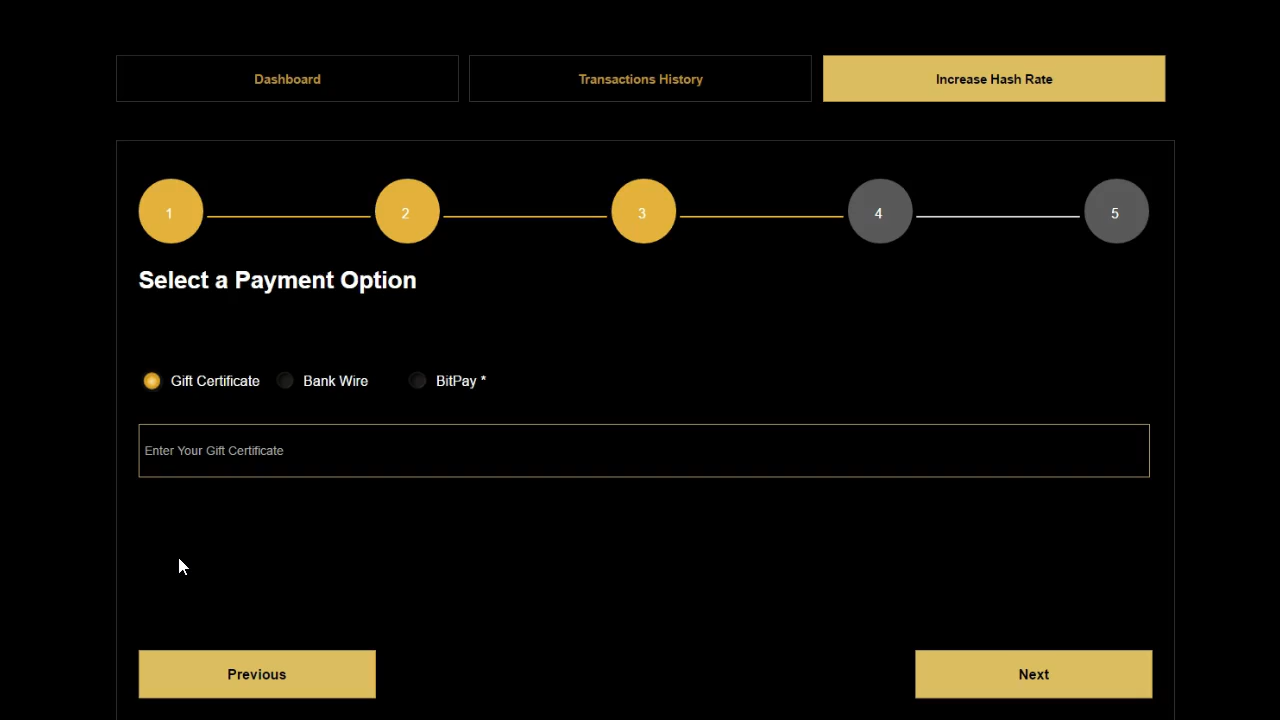 Dashboard
Transactions History
Increase Hash Rate
1
2
3
4
5
Select a Payment Option
Gift Certificate
Bank Wire
BitPay *
Enter Your Gift Certificate
Previous
Next